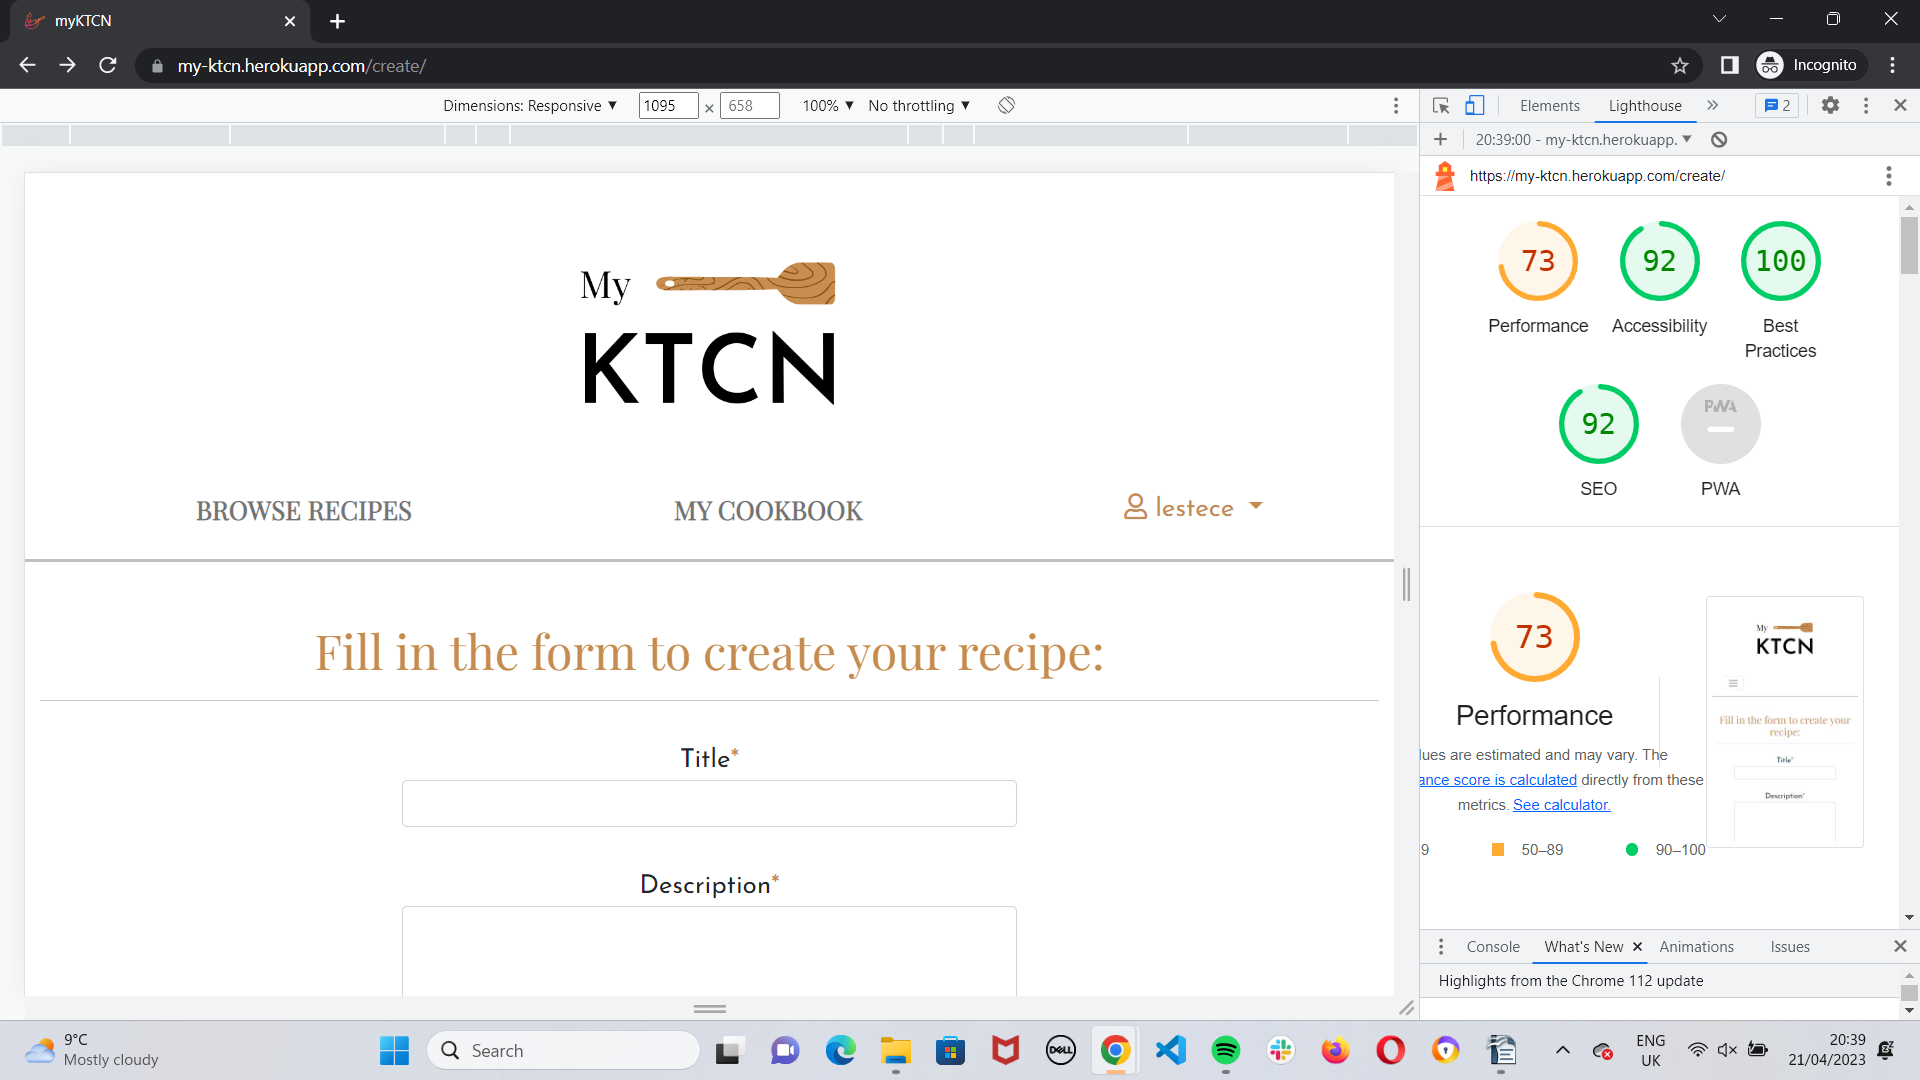 myKTCN
my-ktcn.herokuapp.com/create/
Incognito
Dimensions: Responsive ▼ 1095 × 658 100% ▼ No throttling ▼
Elements Lighthouse 2
20:39:00 - my-ktcn.herokuapp. ▼
https://my-ktcn.herokuapp.com/create/
My
KTCN
BROWSE RECIPES MY COOKBOOK lestece
Fill in the form to create your recipe:
Title*
Description*
73 92 100
Performance Accessibility Best
Practices
92 PWA
SEO PWA
73
Performance
lues are estimated and may vary. The
ance score is calculated directly from these
metrics. See calculator.
9 50–89 90–100
My
KTCN
Fill in the form to create your
recipe:
Title*
Description*
Console What's New Animations Issues
Highlights from the Chrome 112 update
9°C
Mostly cloudy
Search
DELL
ENG
UK
20:39
21/04/2023